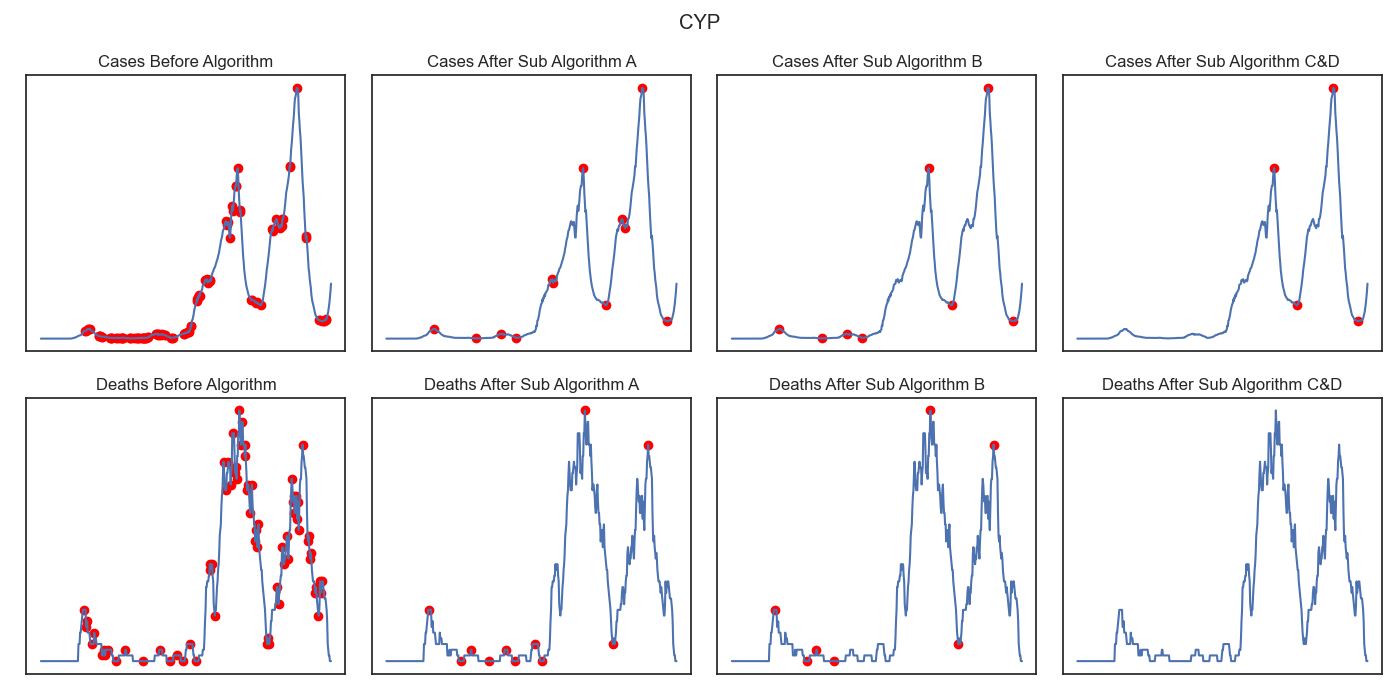 CYP
Cases Before Algorithm
Cases After Sub Algorithm A
Cases After Sub Algorithm B
Cases After Sub Algorithm C&D
Deaths Before Algorithm
Deaths After Sub Algorithm A
Deaths After Sub Algorithm B
Deaths After Sub Algorithm C&D